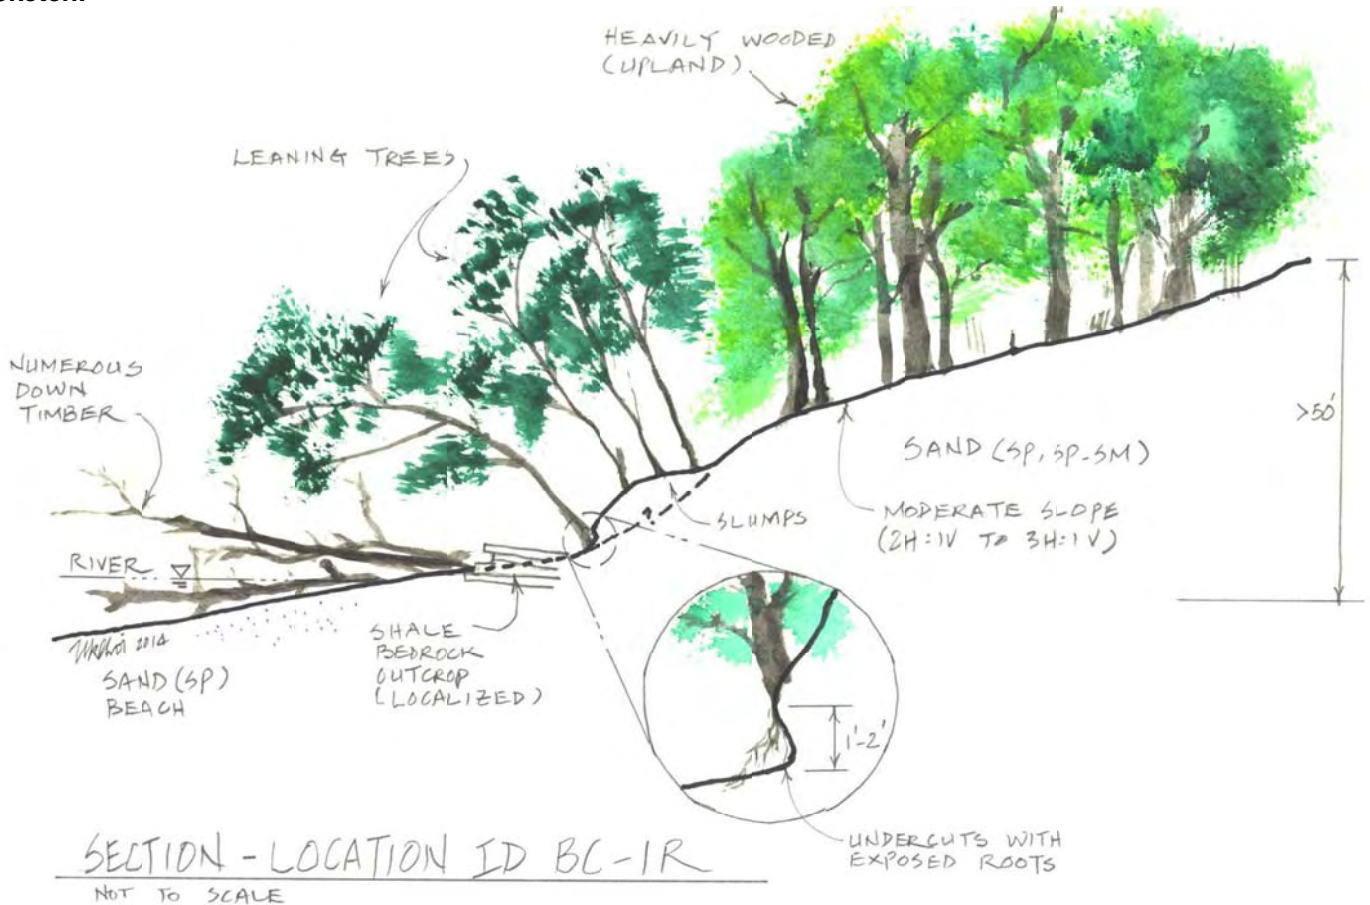 HEAVILY WOODED
(UPLAND)
LEANING TREES
NUMEROUS
DOWN
TIMBER
>50'
SAND (SP, SP-SM)
SLUMPS
MODERATE SLOPE
(2H:1V TO 3H:1V)
?
RIVER
2014
SAND (SP)
BEACH
SHALE
BEDROCK
OUTCROP
(LOCALIZED)
1'-2'
UNDERCUTS WITH
EXPOSED ROOTS
SECTION - LOCATION ID BC-1R
NOT TO SCALE